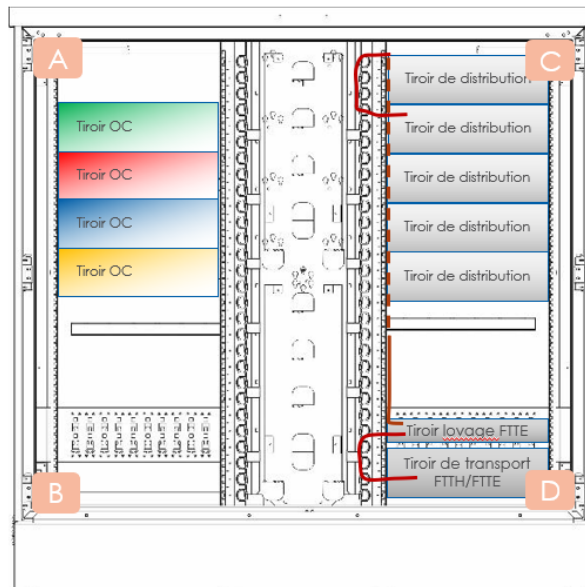 A
C
Tiroir de distribution
Tiroir OC
Tiroir de distribution
Tiroir OC
Tiroir de distribution
Tiroir OC
Tiroir de distribution
Tiroir OC
Tiroir de distribution
Tiroir lovage FTTE
Tiroir de transport
FTTH/FTTE
B
D